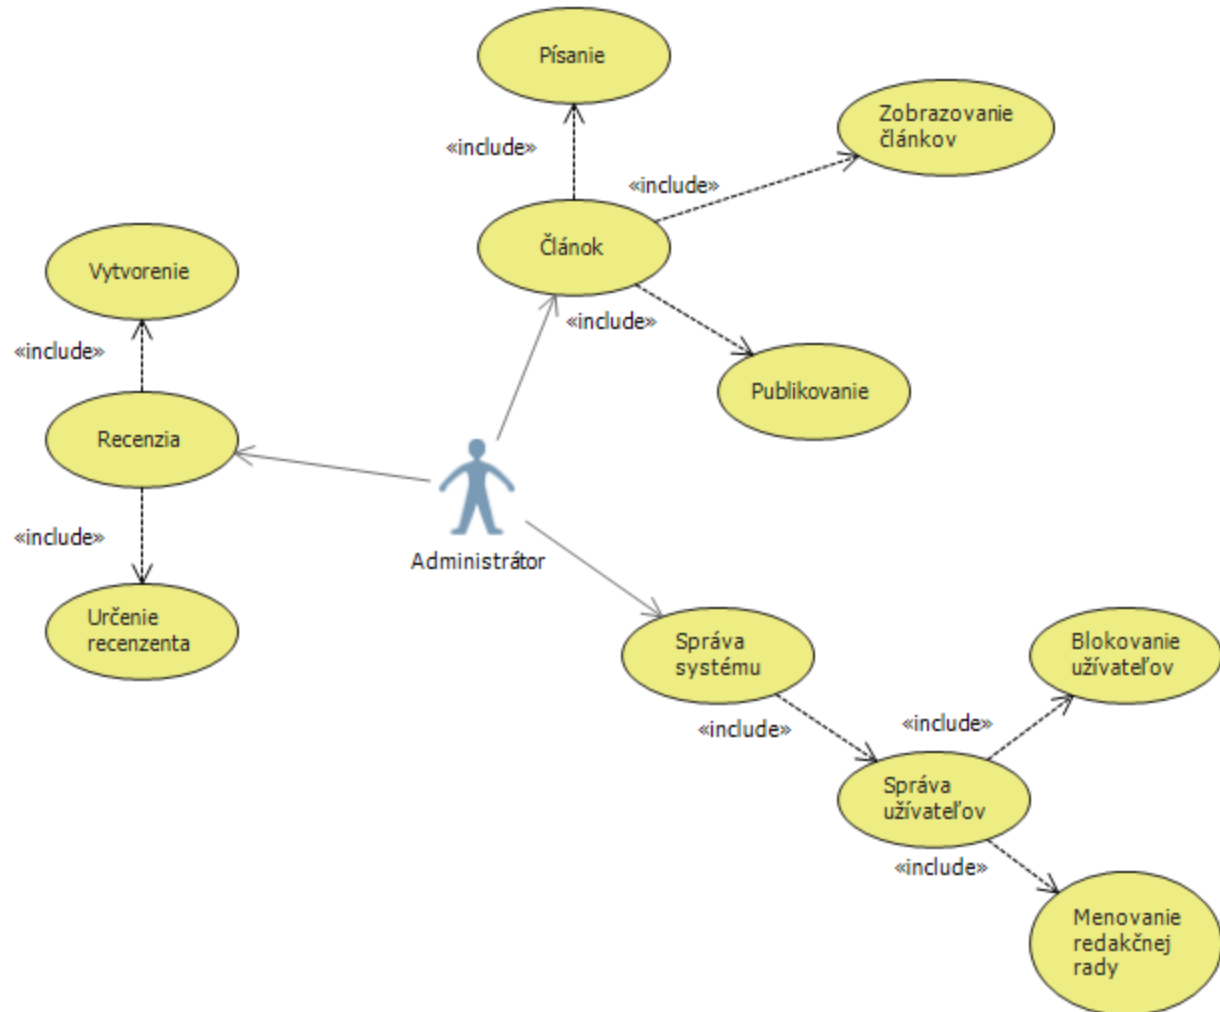 Písanie
Zobrazovanie
článkov
«include»
«include»
Článok
Vytvorenie
«include»
«include»
Publikovanie
Recenzia
«include»
Administrátor
Určenie
recenzenta
Správa
systému
Blokovanie
užívateľov
«include»
«include»
Správa
užívateľov
«include»
Menovanie
redakčnej
rady